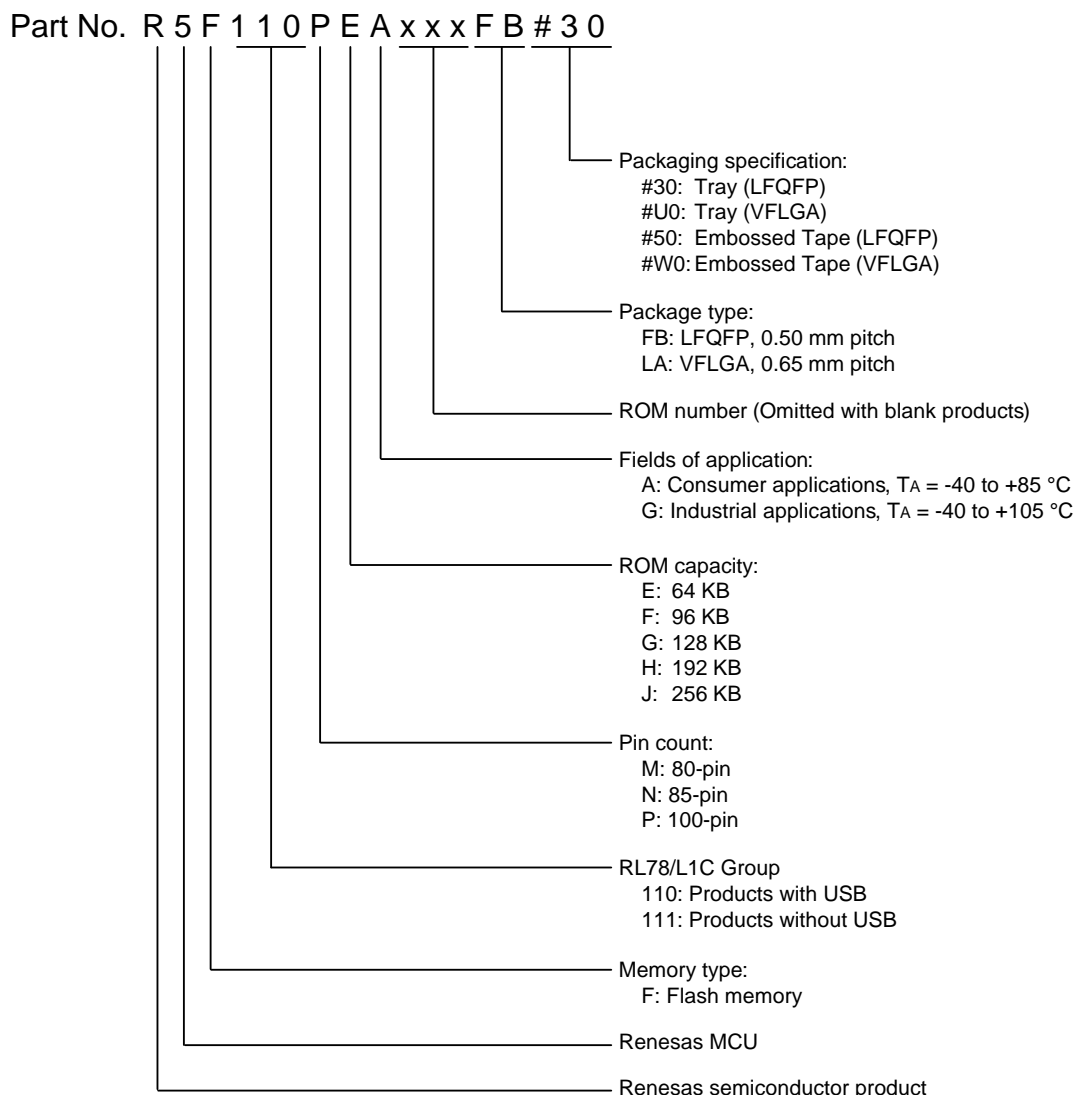 Part No. R 5 F 1 1 0 P E A x x x F B # 3 0
Packaging specification:
#30: Tray (LFQFP)
#U0: Tray (VFLGA)
#50: Embossed Tape (LFQFP)
#W0: Embossed Tape (VFLGA)
Package type:
FB: LFQFP, 0.50 mm pitch
LA: VFLGA, 0.65 mm pitch
ROM number (Omitted with blank products)
Fields of application:
A: Consumer applications, TA = -40 to +85 °C
G: Industrial applications, TA = -40 to +105 °C
ROM capacity:
E: 64 KB
F: 96 KB
G: 128 KB
H: 192 KB
J: 256 KB
Pin count:
M: 80-pin
N: 85-pin
P: 100-pin
RL78/L1C Group
110: Products with USB
111: Products without USB
Memory type:
F: Flash memory
Renesas MCU
Renesas semiconductor product